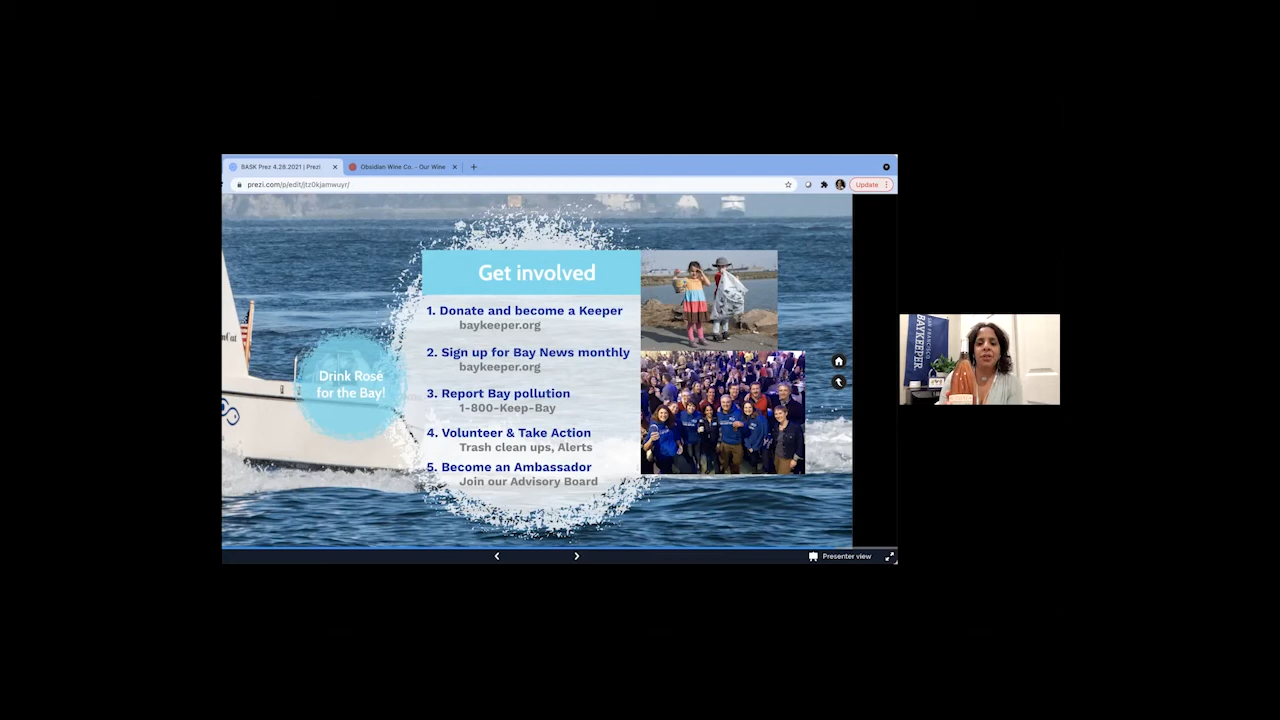 BASK Prez 4.28.2021 | Prezi
Obsidian Wine Co. - Our Wine
prezi.com/p/edit/jtz0kjamwuyr/
Update
Get involved
1. Donate and become a Keeper
baykeeper.org
2. Sign up for Bay News monthly
baykeeper.org
3. Report Bay pollution
1-800-Keep-Bay
4. Volunteer & Take Action
Trash clean ups, Alerts
5. Become an Ambassador
Join our Advisory Board
Drink Rosé
for the Bay!
Presenter view
SAN FRANCISCO
BAYKEEPER